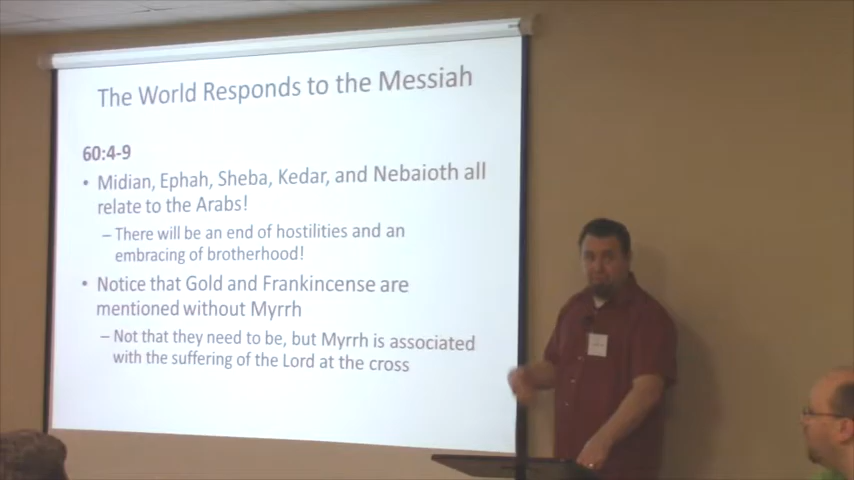 The World Responds to the Messiah
60:4-9
• Midian, Ephah, Sheba, Kedar, and Nebaioth all
relate to the Arabs!
– There will be an end of hostilities and an
embracing of brotherhood!
• Notice that Gold and Frankincense are
mentioned without Myrrh
– Not that they need to be, but Myrrh is associated
with the suffering of the Lord at the cross